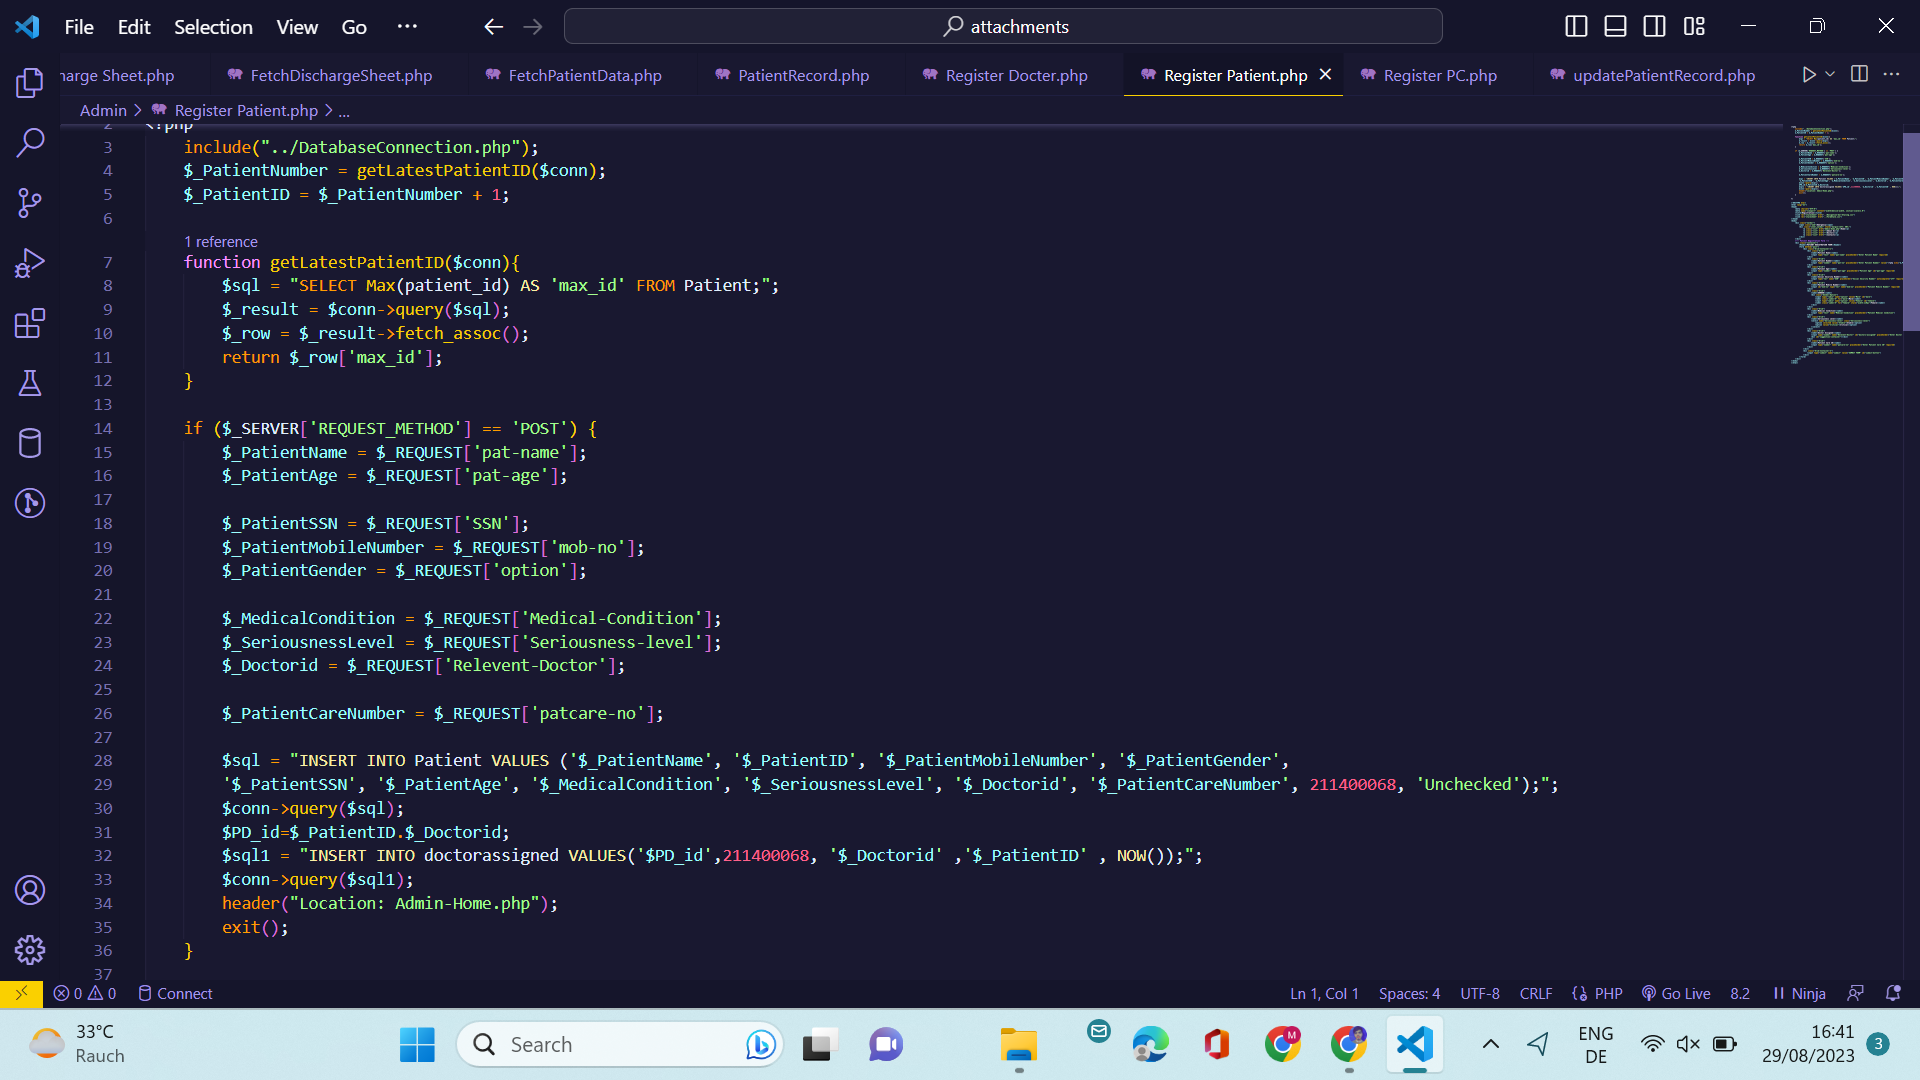 File Edit Selection View Go ...
attachments
harge Sheet.php FetchDischargeSheet.php FetchPatientData.php PatientRecord.php Register Docter.php Register Patient.php Register PC.php updatePatientRecord.php
Admin > Register Patient.php > ...
2 <?php
3 include("../DatabaseConnection.php");
4 $_PatientNumber = getLatestPatientID($conn);
5 $_PatientID = $_PatientNumber + 1;
6
1 reference
7 function getLatestPatientID($conn){
8 $sql = "SELECT Max(patient_id) AS 'max_id' FROM Patient;";
9 $_result = $conn->query($sql);
10 $_row = $_result->fetch_assoc();
11 return $_row['max_id'];
12 }
13
14 if ($_SERVER['REQUEST_METHOD'] == 'POST') {
15 $_PatientName = $_REQUEST['pat-name'];
16 $_PatientAge = $_REQUEST['pat-age'];
17
18 $_PatientSSN = $_REQUEST['SSN'];
19 $_PatientMobileNumber = $_REQUEST['mob-no'];
20 $_PatientGender = $_REQUEST['option'];
21
22 $_MedicalCondition = $_REQUEST['Medical-Condition'];
23 $_SeriousnessLevel = $_REQUEST['Seriousness-level'];
24 $_Doctorid = $_REQUEST['Relevent-Doctor'];
25
26 $_PatientCareNumber = $_REQUEST['patcare-no'];
27
28 $sql = "INSERT INTO Patient VALUES ('$_PatientName', '$_PatientID', '$_PatientMobileNumber', '$_PatientGender',
29 '$_PatientSSN', '$_PatientAge', '$_MedicalCondition', '$_SeriousnessLevel', '$_Doctorid', '$_PatientCareNumber', 211400068, 'Unchecked');";
30 $conn->query($sql);
31 $PD_id=$_PatientID.$_Doctorid;
32 $sql1 = "INSERT INTO doctorassigned VALUES('$PD_id',211400068, '$_Doctorid' ,'$_PatientID' , NOW());";
33 $conn->query($sql1);
34 header("Location: Admin-Home.php");
35 exit();
36 }
37
0 0 Connect Ln 1, Col 1 Spaces: 4 UTF-8 CRLF PHP Go Live 8.2 Ninja
33°C
Rauch
Search
M
ENG
DE
16:41
29/08/2023
3